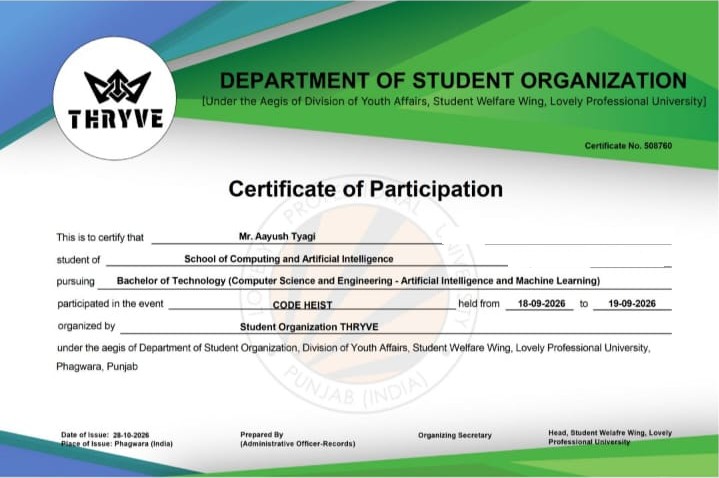 THRYVE
DEPARTMENT OF STUDENT ORGANIZATION
[Under the Aegis of Division of Youth Affairs, Student Welfare Wing, Lovely Professional University]
Certificate No. 508760
Certificate of Participation
This is to certify that Mr. Aayush Tyagi
student of School of Computing and Artificial Intelligence
pursuing Bachelor of Technology (Computer Science and Engineering - Artificial Intelligence and Machine Learning)
participated in the event CODE HEIST held from 18-09-2026 to 19-09-2026
organized by Student Organization THRYVE
under the aegis of Department of Student Organization, Division of Youth Affairs, Student Welfare Wing, Lovely Professional University,
Phagwara, Punjab
PUNJAB (INDIA)
Date of Issue: 28-10-2026
Place of Issue: Phagwara (India)
Prepared By
(Administrative Officer-Records)
Organizing Secretary
Head, Student Welafre Wing, Lovely
Professional University